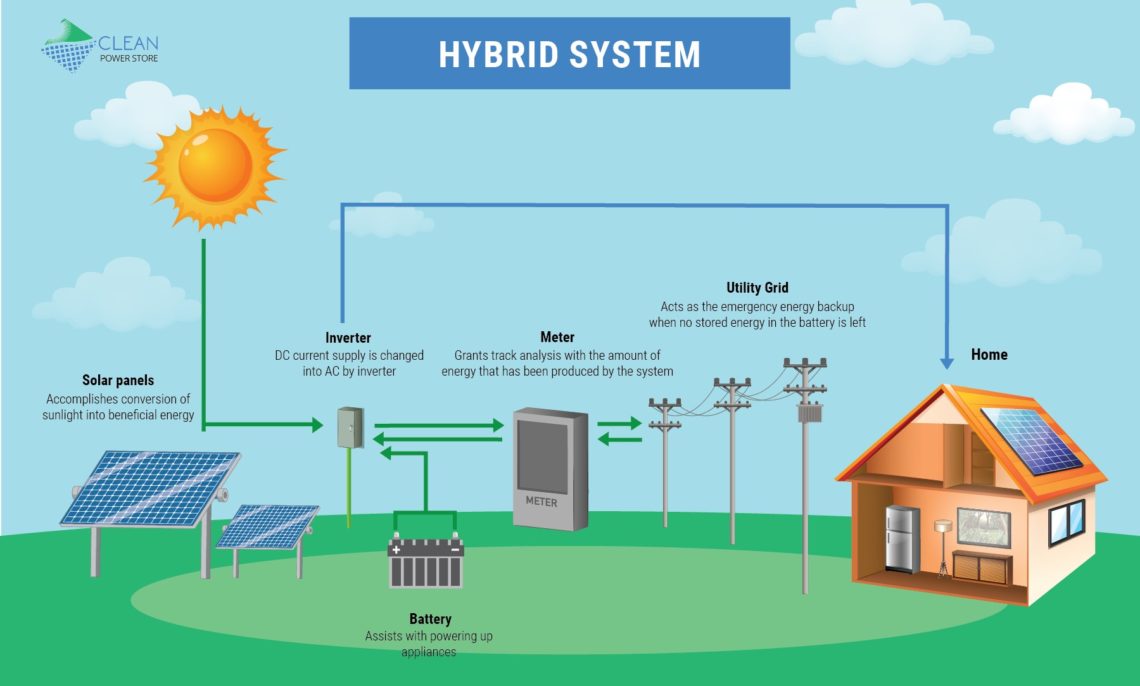 CLEAN
POWER STORE
HYBRID SYSTEM
Utility Grid
Acts as the emergency energy backup
when no stored energy in the battery is left
Inverter
DC current supply is changed
into AC by inverter
Meter
Grants track analysis with the amount of
energy that has been produced by the system
Home
Solar panels
Accomplishes conversion of
sunlight into beneficial energy
METER
+ −
Battery
Assists with powering up
appliances